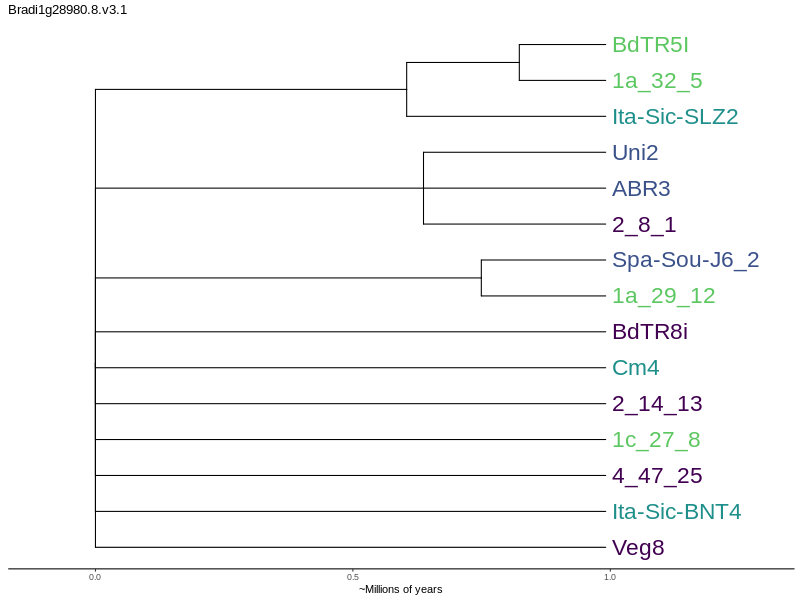 Bradi1g28980.8.v3.1
BdTR5I
1a_32_5
Ita-Sic-SLZ2
Uni2
ABR3
2_8_1
Spa-Sou-J6_2
1a_29_12
BdTR8i
Cm4
2_14_13
1c_27_8
4_47_25
Ita-Sic-BNT4
Veg8
0.0 0.5 1.0
~Millions of years